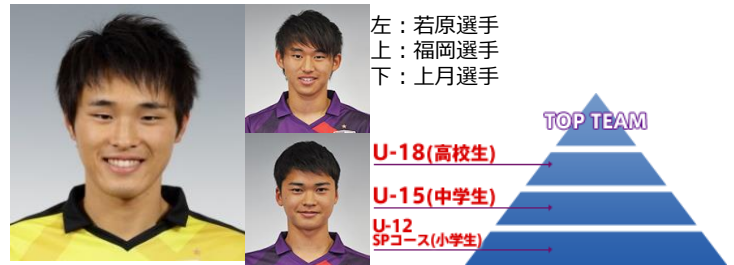 左：若原選手
上：福岡選手
下：上月選手
TOP TEAM
U-18(高校生)
U-15(中学生)
U-12
SPコース(小学生)